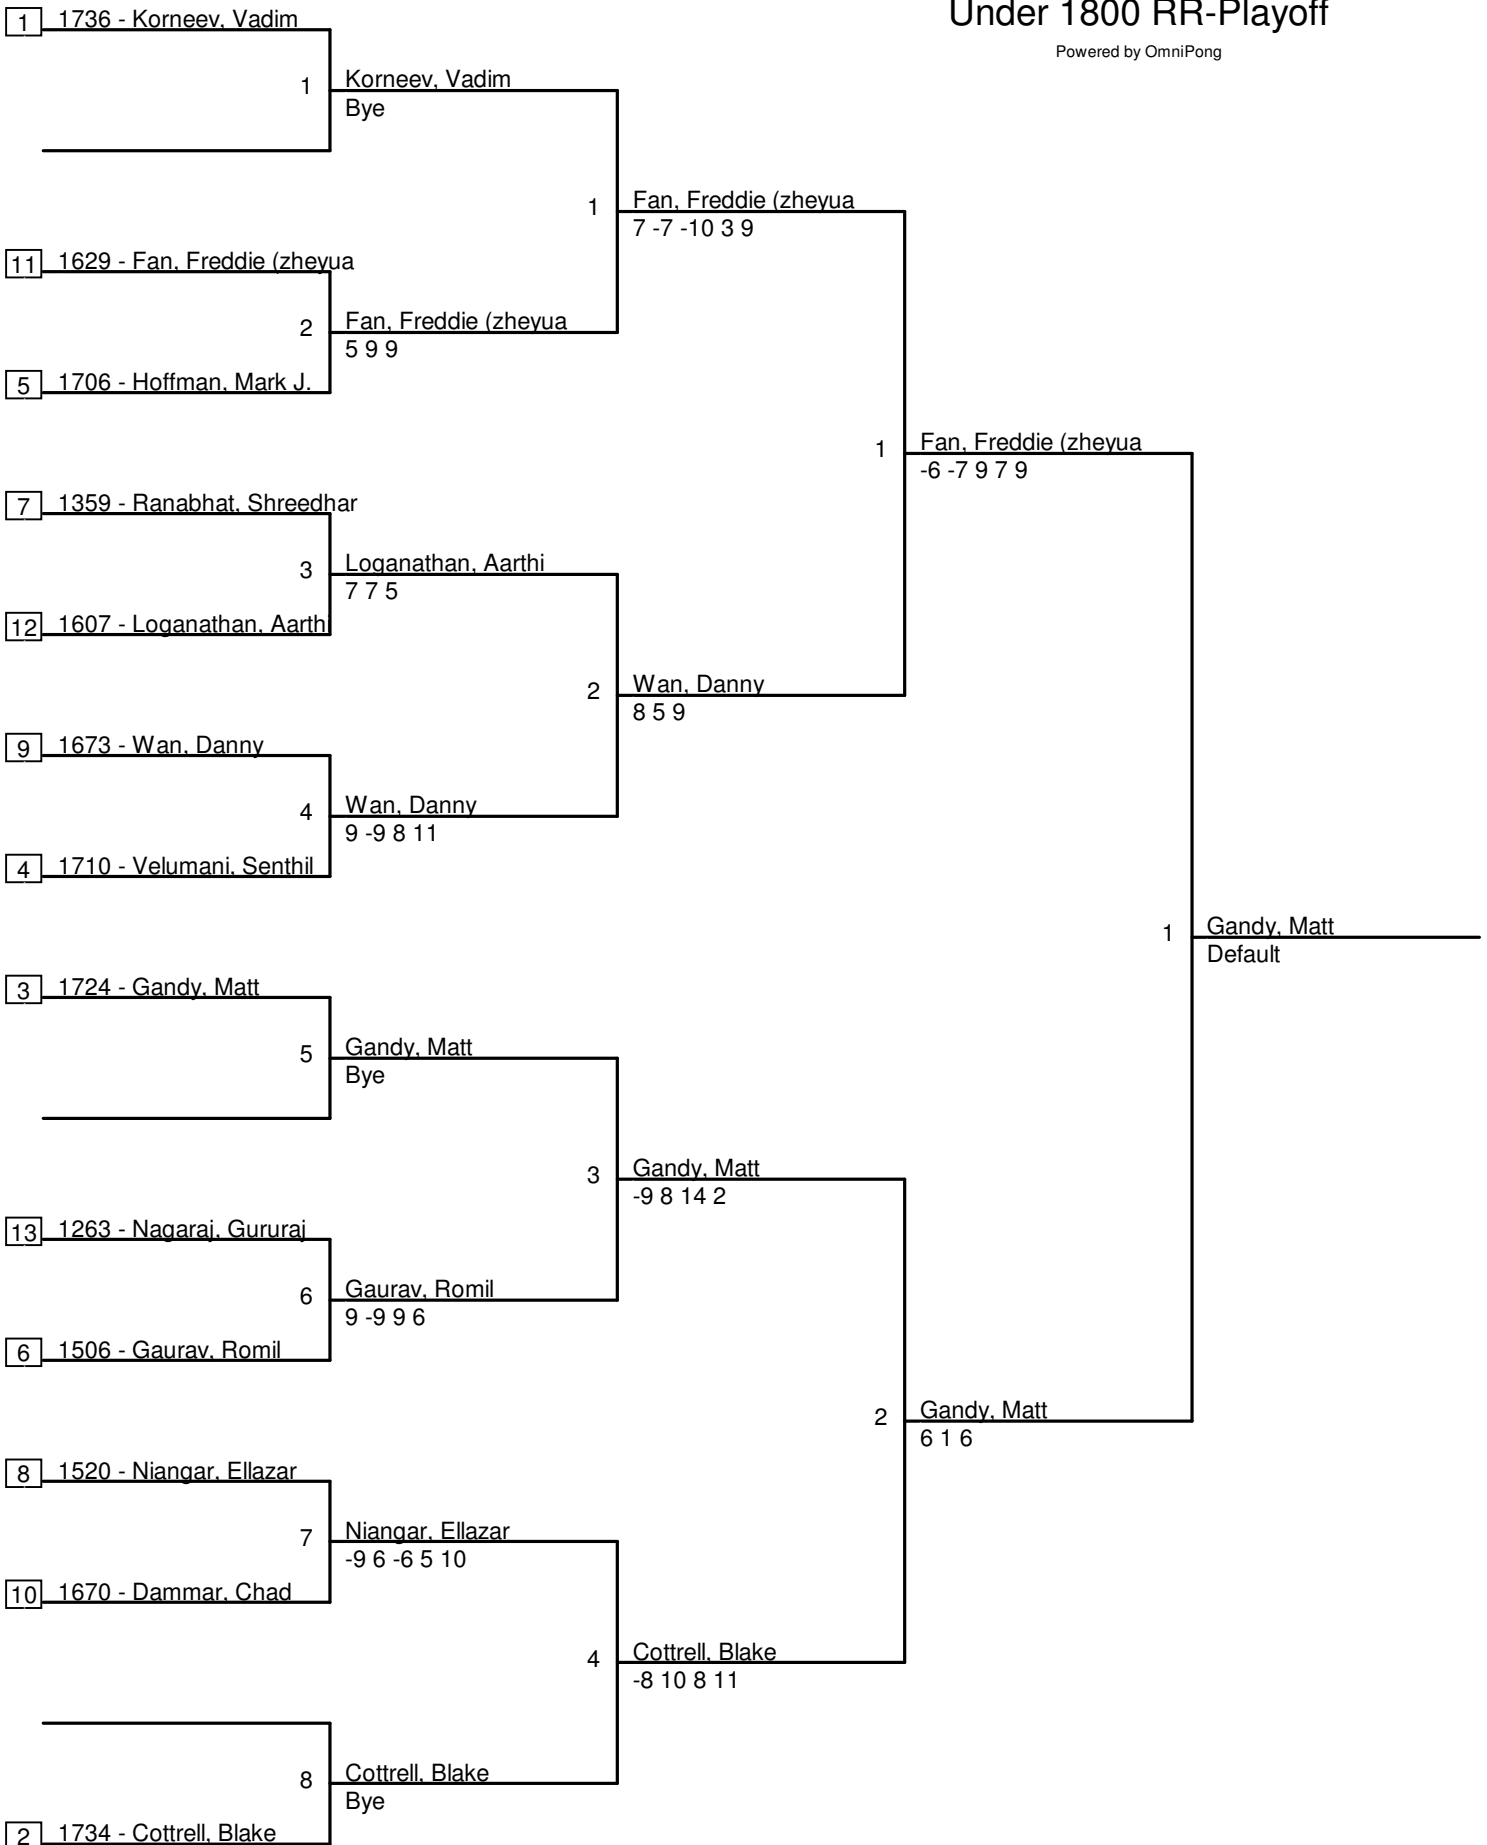 Under 1800 RR-Playoff
Powered by OmniPong
1 1736 - Korneev, Vadim
1 Korneev, Vadim
Bye
1 Fan, Freddie (zheyua
7 -7 -10 3 9
11 1629 - Fan, Freddie (zheyua
2 Fan, Freddie (zheyua
5 9 9
5 1706 - Hoffman, Mark J.
1 Fan, Freddie (zheyua
-6 -7 9 7 9
7 1359 - Ranabhat, Shreedhar
3 Loganathan, Aarthi
7 7 5
12 1607 - Loganathan, Aarthi
2 Wan, Danny
8 5 9
9 1673 - Wan, Danny
4 Wan, Danny
9 -9 8 11
4 1710 - Velumani, Senthil
1 Gandy, Matt
Default
3 1724 - Gandy, Matt
5 Gandy, Matt
Bye
3 Gandy, Matt
-9 8 14 2
13 1263 - Nagaraj, Gururaj
6 Gaurav, Romil
9 -9 9 6
6 1506 - Gaurav, Romil
2 Gandy, Matt
6 1 6
8 1520 - Niangar, Ellazar
7 Niangar, Ellazar
-9 6 -6 5 10
10 1670 - Dammar, Chad
4 Cottrell, Blake
-8 10 8 11
8 Cottrell, Blake
Bye
2 1734 - Cottrell, Blake